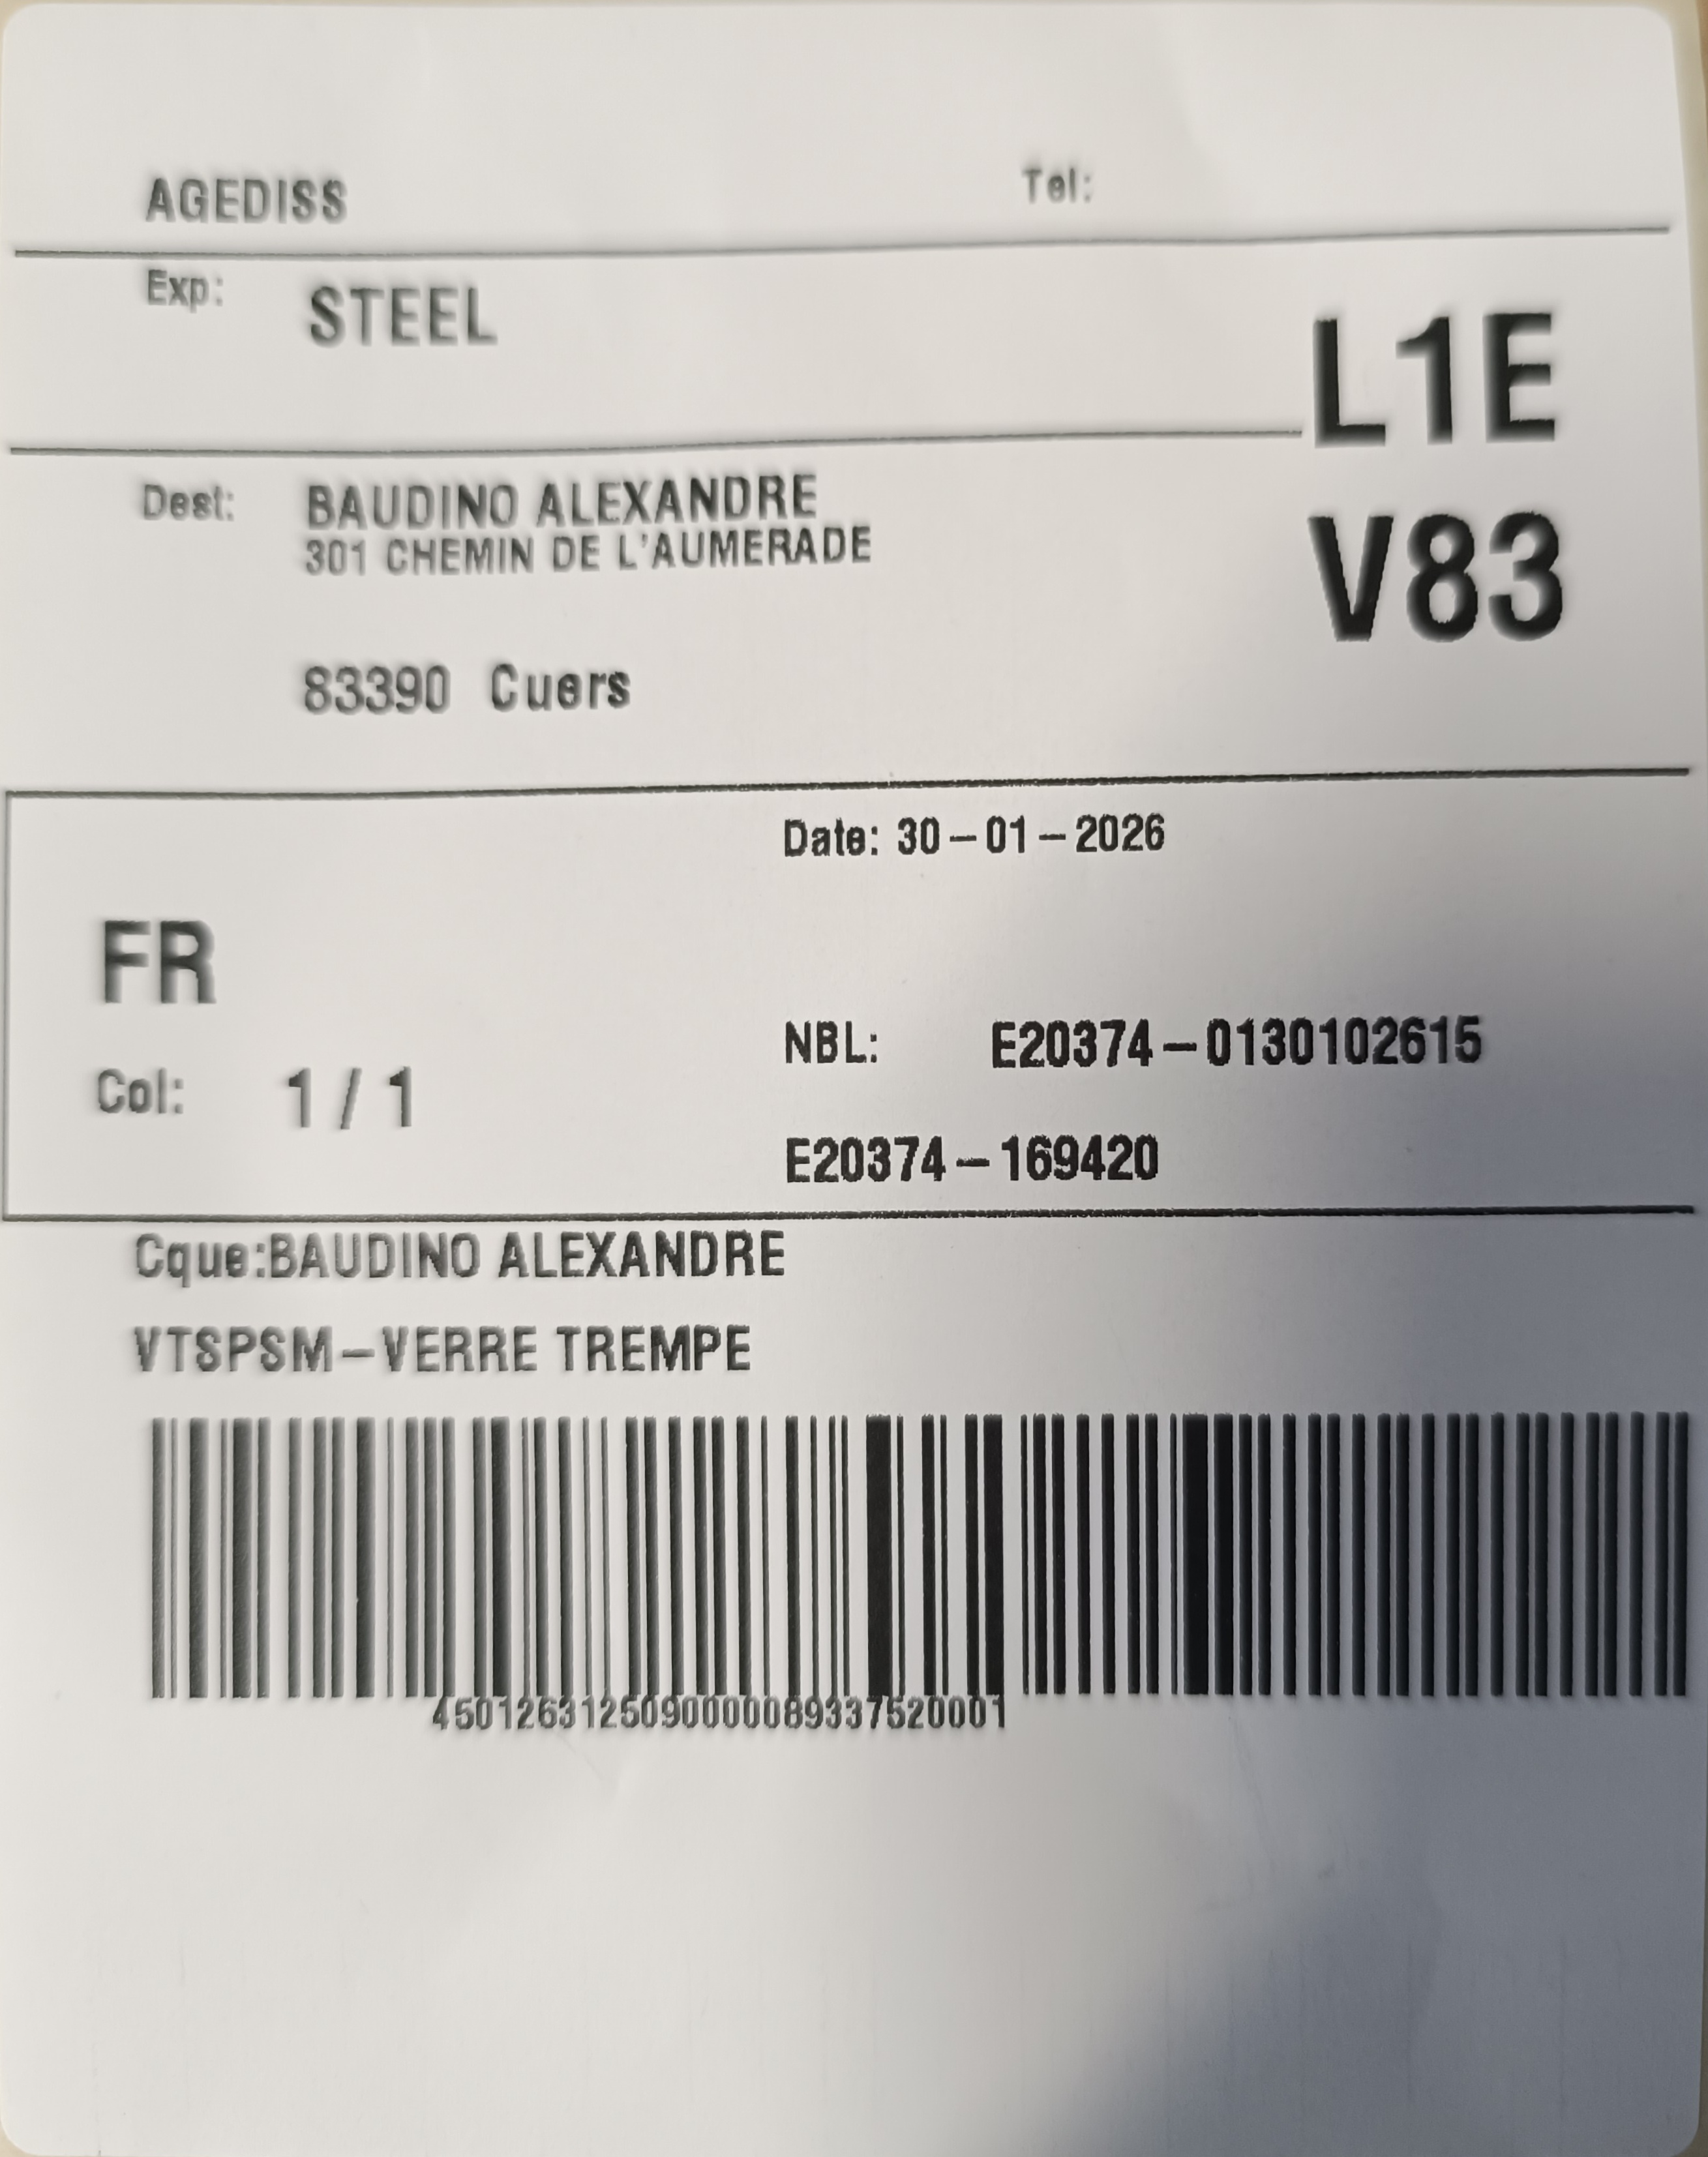 AGEDISS Tel:
Exp: STEEL
L1E
Dest: BAUDINO ALEXANDRE
301 CHEMIN DE L'AUMERADE
V83
83390 Cuers
Date: 30-01-2026
FR
NBL: E20374-0130102615
Col: 1 / 1
E20374-169420
Cque:BAUDINO ALEXANDRE
VTSPSM-VERRE TREMPE
4501263125090000089337520001